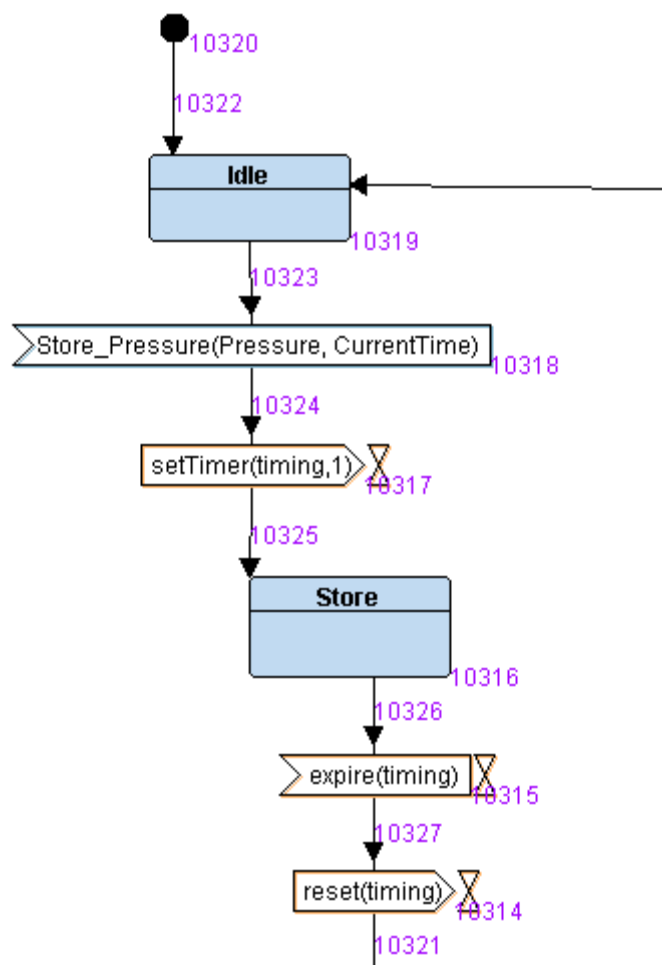 10320
10322
Idle
10319
10323
Store_Pressure(Pressure, CurrentTime)
10318
10324
setTimer(timing,1)
10317
10325
Store
10316
10326
expire(timing)
10315
10327
reset(timing)
10314
10321